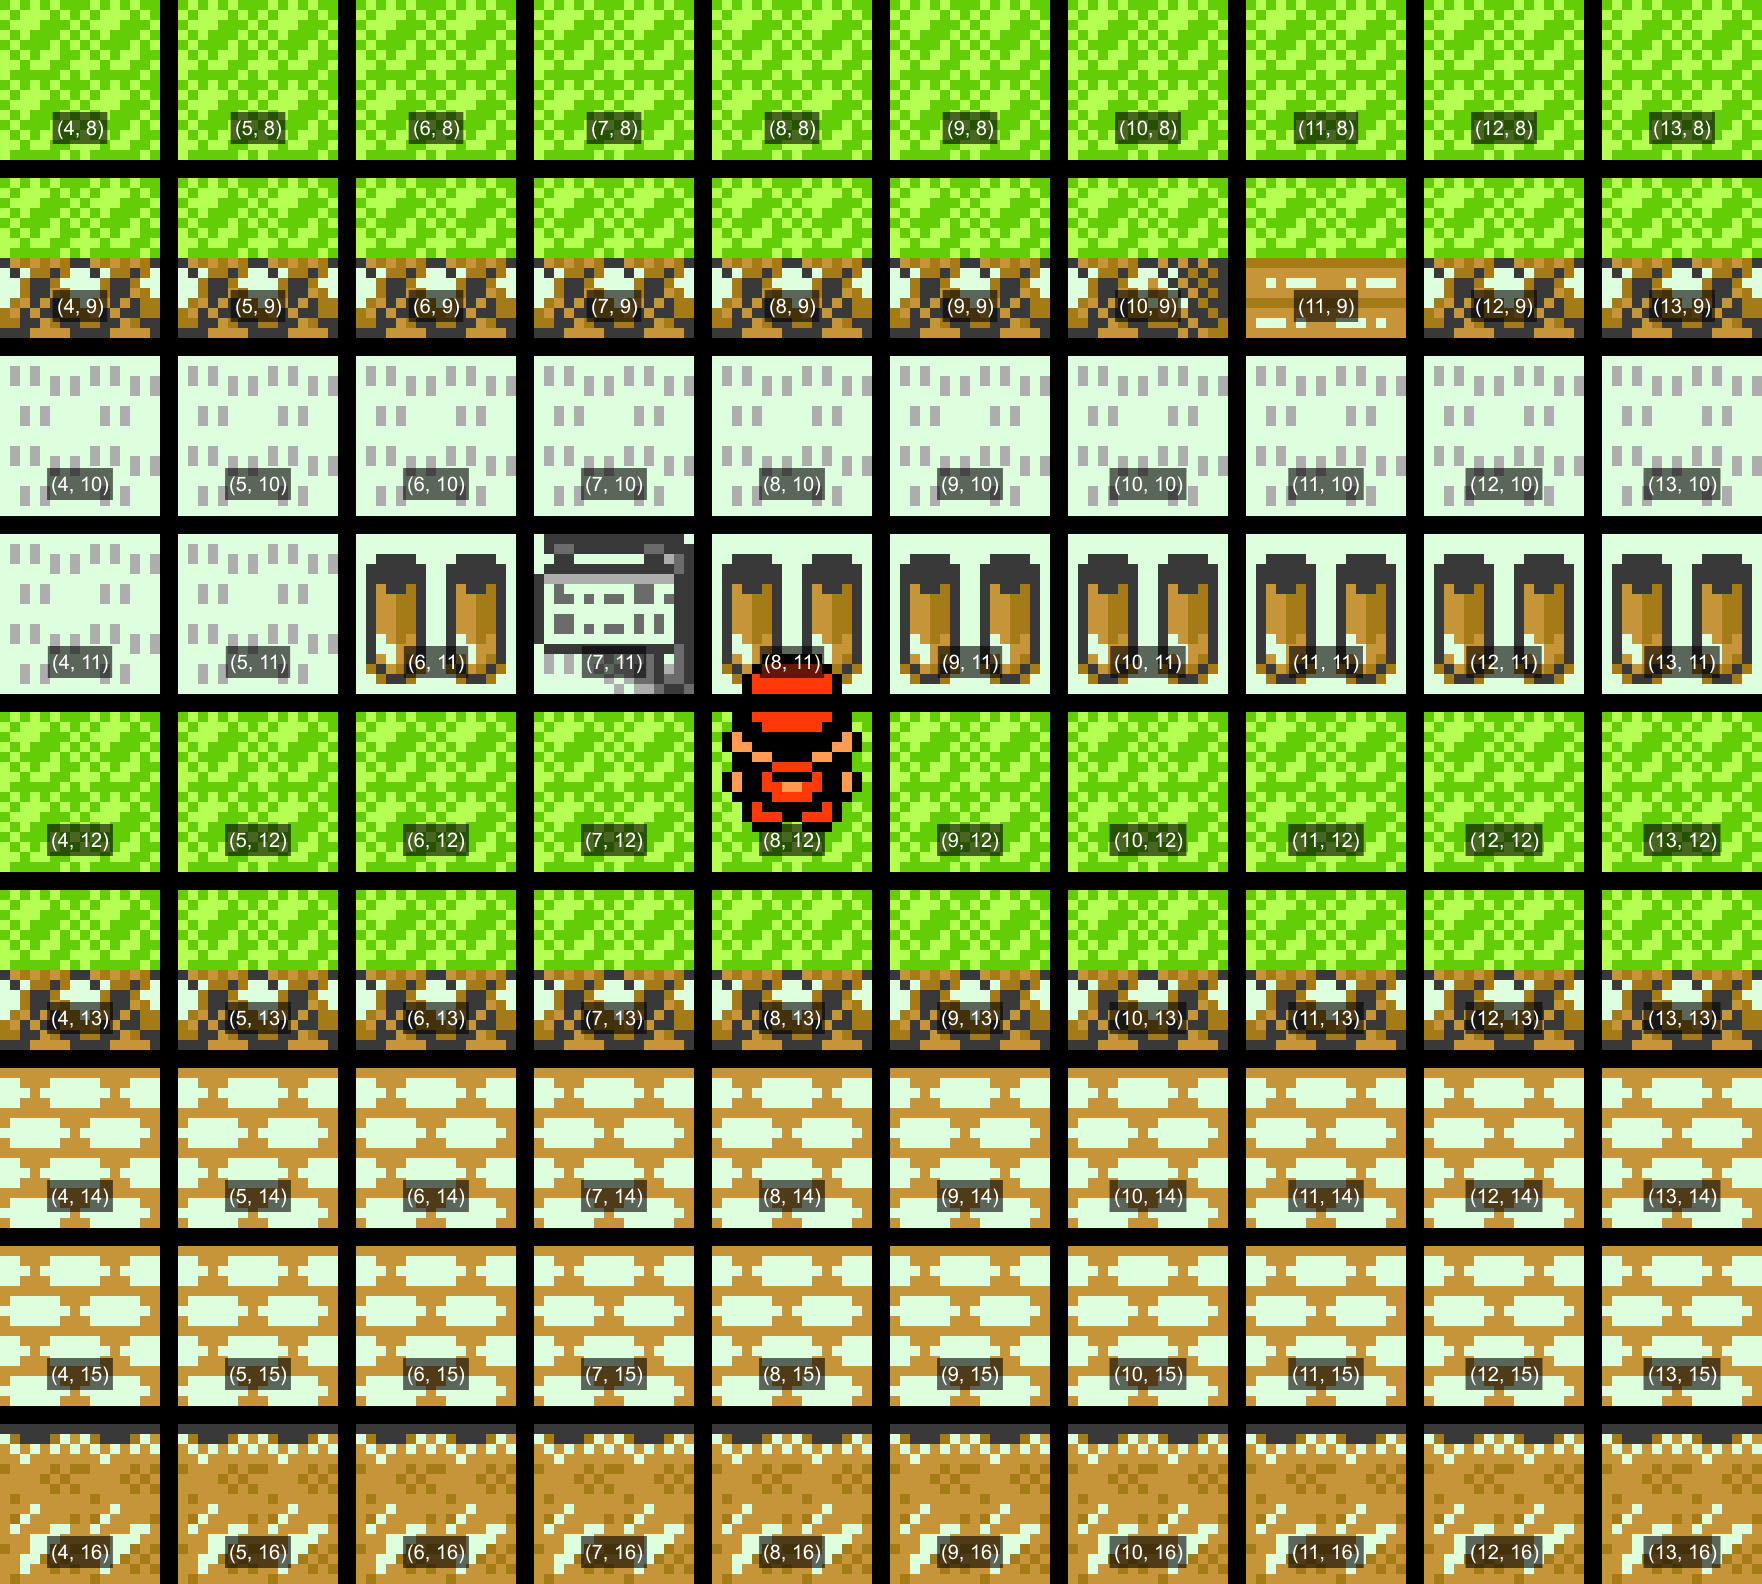 (4, 8) (5, 8) (6, 8) (7, 8) (8, 8) (9, 8) (10, 8) (11, 8) (12, 8) (13, 8)
(4, 9) (5, 9) (6, 9) (7, 9) (8, 9) (9, 9) (10, 9) (11, 9) (12, 9) (13, 9)
(4, 10) (5, 10) (6, 10) (7, 10) (8, 10) (9, 10) (10, 10) (11, 10) (12, 10) (13, 10)
(4, 11) (5, 11) (6, 11) (7, 11) (8, 11) (9, 11) (10, 11) (11, 11) (12, 11) (13, 11)
(4, 12) (5, 12) (6, 12) (7, 12) (8, 12) (9, 12) (10, 12) (11, 12) (12, 12) (13, 12)
(4, 13) (5, 13) (6, 13) (7, 13) (8, 13) (9, 13) (10, 13) (11, 13) (12, 13) (13, 13)
(4, 14) (5, 14) (6, 14) (7, 14) (8, 14) (9, 14) (10, 14) (11, 14) (12, 14) (13, 14)
(4, 15) (5, 15) (6, 15) (7, 15) (8, 15) (9, 15) (10, 15) (11, 15) (12, 15) (13, 15)
(4, 16) (5, 16) (6, 16) (7, 16) (8, 16) (9, 16) (10, 16) (11, 16) (12, 16) (13, 16)